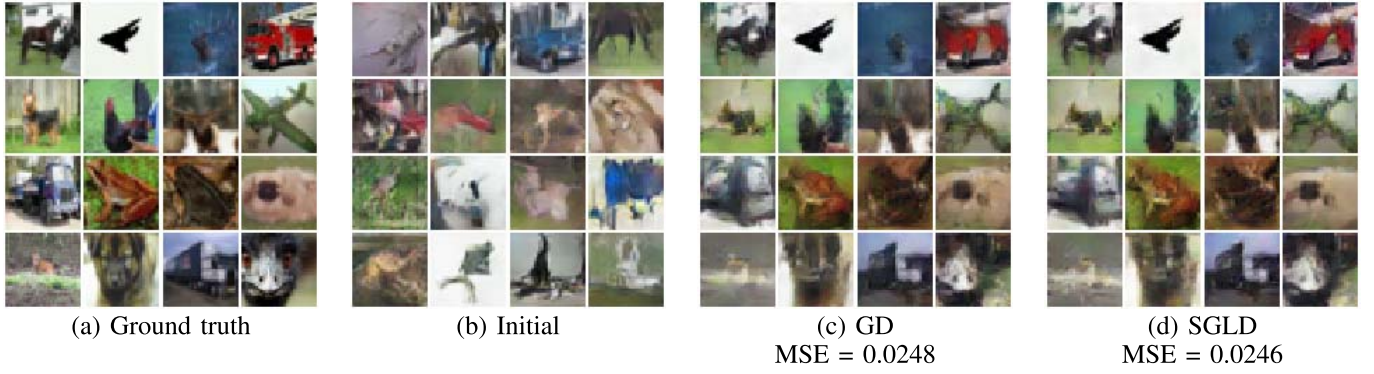 (a) Ground truth
(b) Initial
(c) GD
MSE = 0.0248
(d) SGLD
MSE = 0.0246